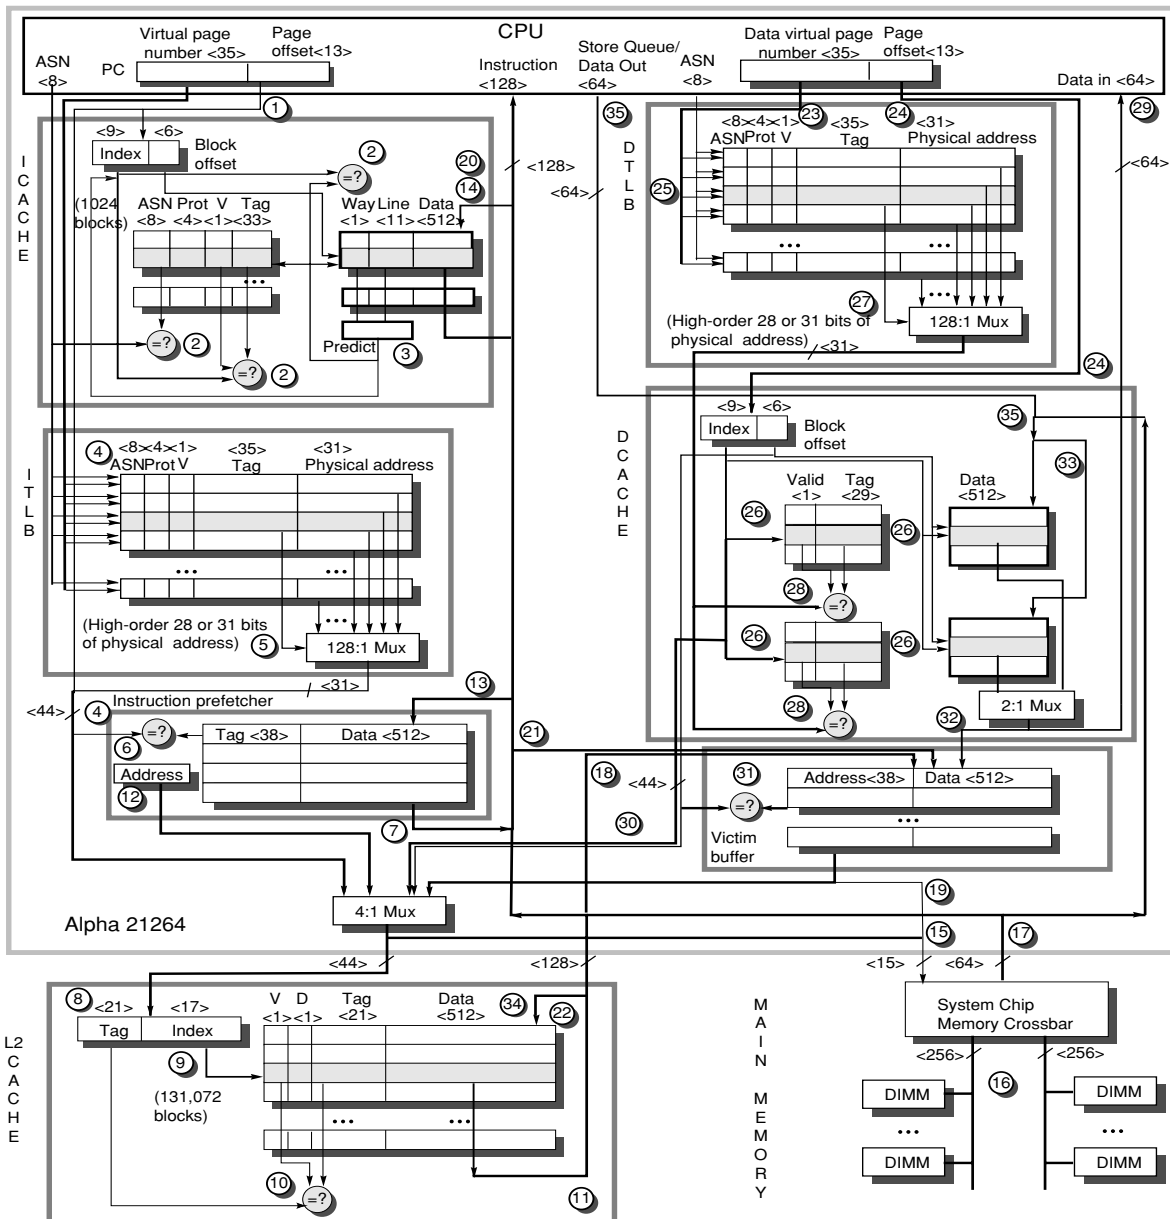 CPU
Virtual page
number <35>
Page
offset<13>
ASN
<8>
PC
Instruction
<128>
Store Queue/
Data Out
<64>
ASN
<8>
Data virtual page
number <35>
Page
offset<13>
Data in <64>
1
23
24
29
35
ICACHE
<9> <6>
Index
Block
offset
2
=?
20
14
<128>
<64>
(1024
blocks)
ASN Prot V Tag
<8> <4> <1> <33>
Way Line Data
<1> <11> <512>
...
=?
2
=?
2
Predict
3
DTLB
<8><4><1> <35> <31>
ASN Prot V Tag Physical address
25
... ...
...
27
128:1 Mux
(High-order 28 or 31 bits of
physical address)
<31>
<64>
24
ITLB
4
<8><4><1> <35> <31>
ASN Prot V Tag Physical address
... ...
...
(High-order 28 or 31 bits
of physical address)
5
128:1 Mux
<31>
DCACHE
<9> <6>
Index
Block
offset
35
33
Valid Tag
<1> <29>
Data
<512>
26
26
28
=?
26
26
28
=?
2:1 Mux
32
<44>
4
Instruction prefetcher
13
6
=?
Tag <38> Data <512>
Address
12
7
21
18
<44>
30
31
=?
Address<38> Data <512>
...
Victim
buffer
4:1 Mux
19
15
17
Alpha 21264
<44>
<128>
<15> <64>
L2
CACHE
8
<21> <17>
Tag Index
9
(131,072
blocks)
V D Tag Data
<1> <1> <21> <512>
34
22
... ...
10
=?
11
MAIN MEMORY
System Chip
Memory Crossbar
<256> <256>
16
DIMM DIMM
... ...
DIMM DIMM